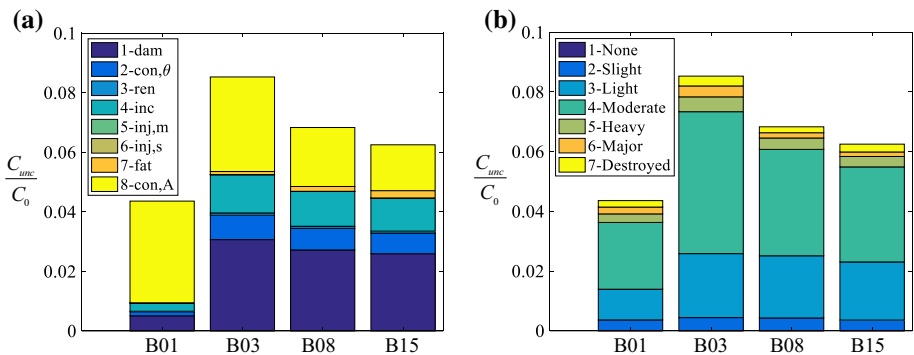 (a)
0.1
0.08
0.06
0.04
0.02
0
C_unc
C_0
1-dam
2-con,θ
3-ren
4-inc
5-inj,m
6-inj,s
7-fat
8-con,A
B01 B03 B08 B15
(b)
0.1
0.08
0.06
0.04
0.02
0
C_unc
C_0
1-None
2-Slight
3-Light
4-Moderate
5-Heavy
6-Major
7-Destroyed
B01 B03 B08 B15